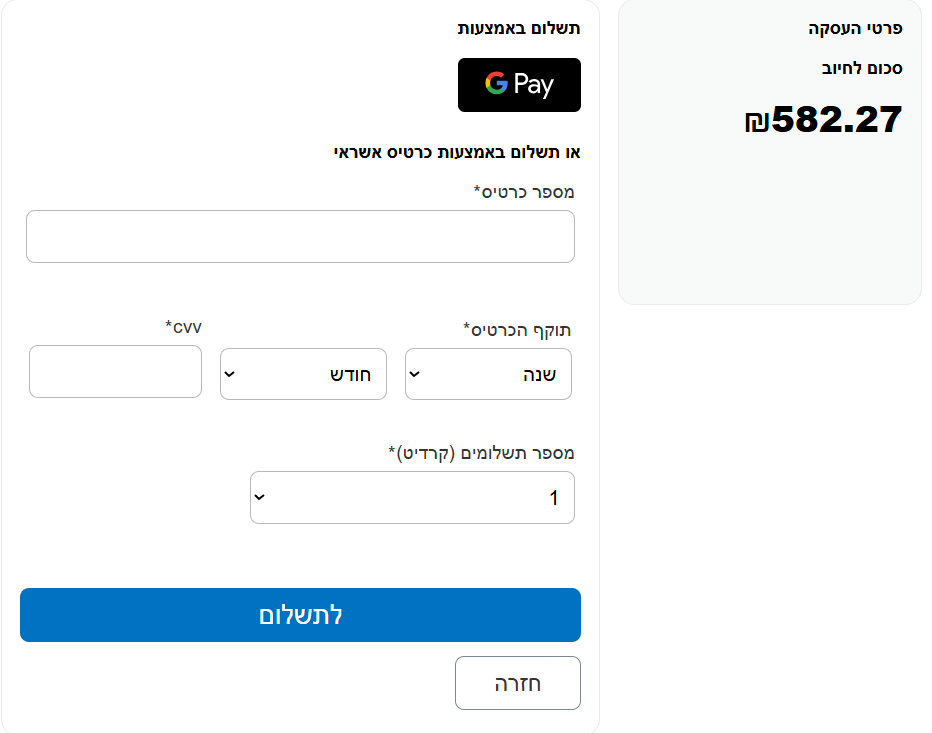 פרטי העסקה
סכום לחיוב
₪582.27
תשלום באמצעות
G Pay
או תשלום באמצעות כרטיס אשראי
מספר כרטיס*
תוקף הכרטיס*
שנה
חודש
cvv*
מספר תשלומים (קרדיט)*
1
לתשלום
חזרה